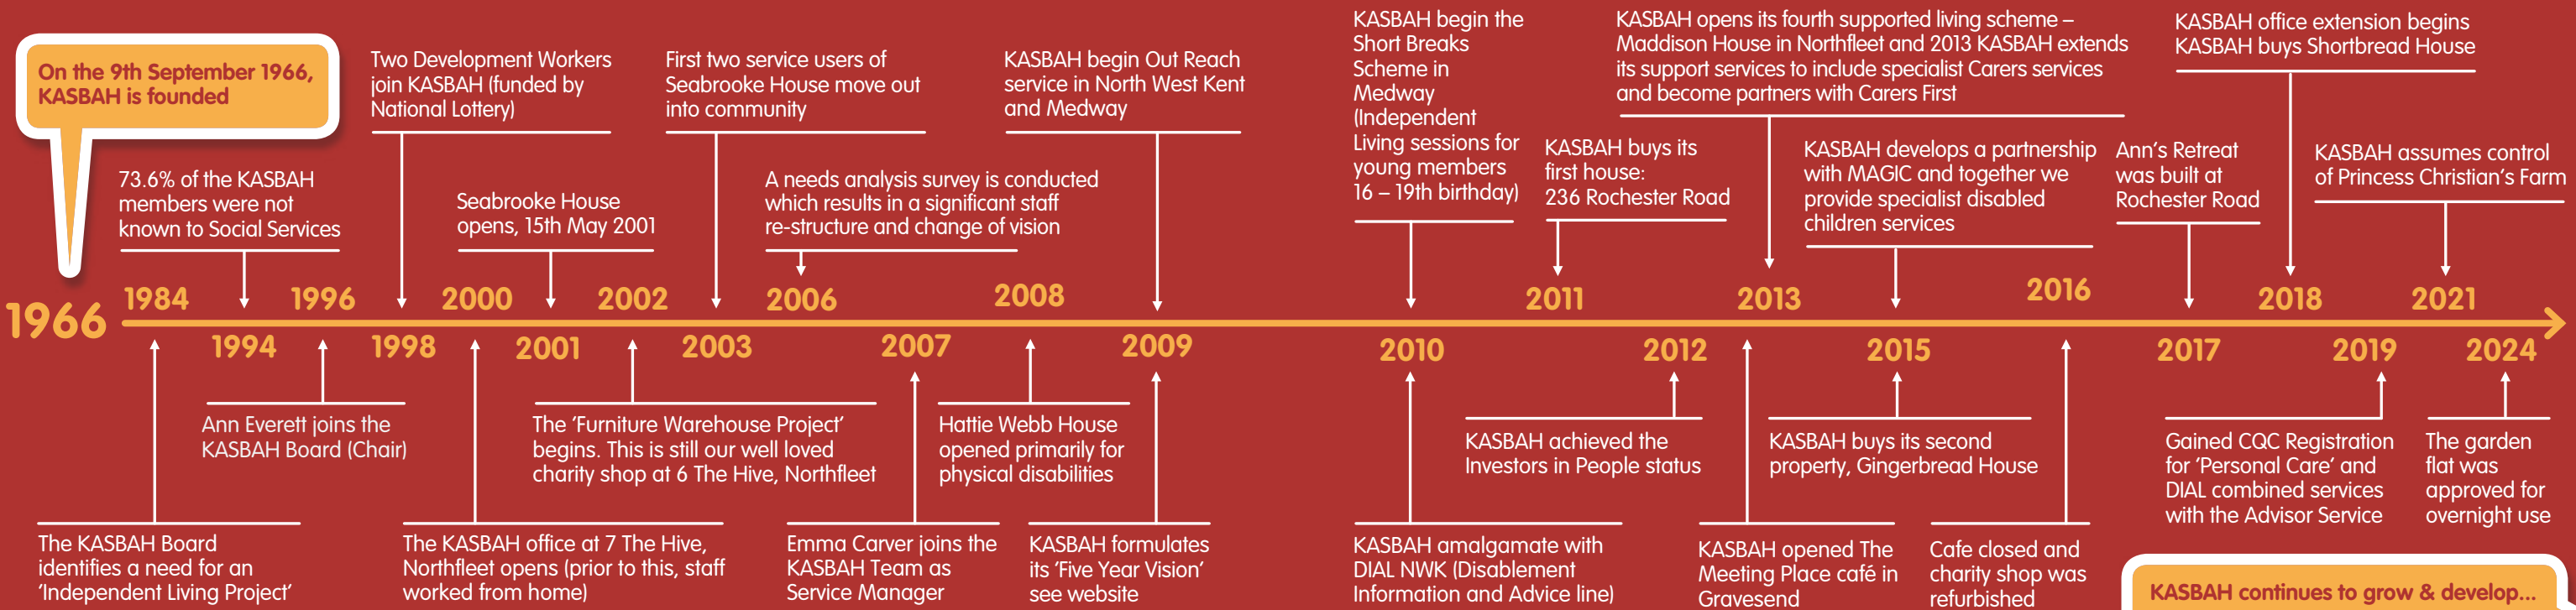 On the 9th September 1966,
KASBAH is founded
73.6% of the KASBAH
members were not
known to Social Services
Two Development Workers
join KASBAH (funded by
National Lottery)
Seabrooke House
opens, 15th May 2001
First two service users of
Seabrooke House move out
into community
A needs analysis survey is conducted
which results in a significant staff
re-structure and change of vision
KASBAH begin Out Reach
service in North West Kent
and Medway
KASBAH begin the
Short Breaks
Scheme in
Medway
(Independent
Living sessions for
young members
16 – 19th birthday)
KASBAH buys its
first house:
236 Rochester Road
KASBAH opens its fourth supported living scheme –
Maddison House in Northfleet and 2013 KASBAH extends
its support services to include specialist Carers services
and become partners with Carers First
KASBAH develops a partnership
with MAGIC and together we
provide specialist disabled
children services
Ann’s Retreat
was built at
Rochester Road
KASBAH office extension begins
KASBAH buys Shortbread House
KASBAH assumes control
of Princess Christian’s Farm
1966
1984
1994
1996
1998
2000
2001
2002
2003
2006
2007
2008
2009
2010
2011
2012
2013
2015
2016
2017
2018
2019
2021
2024
The KASBAH Board
identifies a need for an
‘Independent Living Project’
Ann Everett joins the
KASBAH Board (Chair)
The KASBAH office at 7 The Hive,
Northfleet opens (prior to this, staff
worked from home)
The ‘Furniture Warehouse Project’
begins. This is still our well loved
charity shop at 6 The Hive, Northfleet
Emma Carver joins the
KASBAH Team as
Service Manager
Hattie Webb House
opened primarily for
physical disabilities
KASBAH formulates
its ‘Five Year Vision’
see website
KASBAH amalgamate with
DIAL NWK (Disablement
Information and Advice line)
KASBAH achieved the
Investors in People status
KASBAH opened The
Meeting Place café in
Gravesend
KASBAH buys its second
property, Gingerbread House
Cafe closed and
charity shop was
refurbished
Gained CQC Registration
for ‘Personal Care’ and
DIAL combined services
with the Advisor Service
The garden
flat was
approved for
overnight use
KASBAH continues to grow & develop...